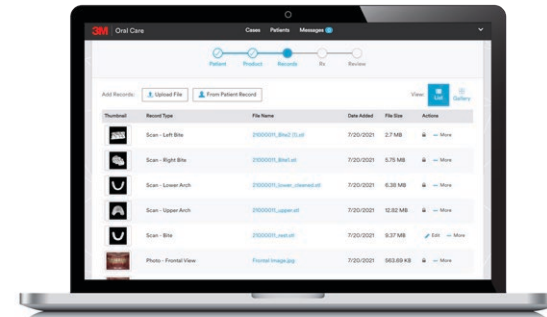 3M Oral Care Cases Patients Messages
Patient Product Records Rx Review
Add Records: Upload File From Patient Record View: List Gallery
Thumbnail Record Type File Name Date Added File Size Actions
Scan - Left Bite 7/20/2021 2.7 MB More
Scan - Right Bite 7/20/2021 5.75 MB More
Scan - Lower Arch 7/20/2021 6.38 MB More
Scan - Upper Arch 7/20/2021 12.82 MB More
Scan - Bite 7/20/2021 9.37 MB Edit More
Photo - Frontal View Frontal Image.jpg 7/20/2021 563.69 KB More